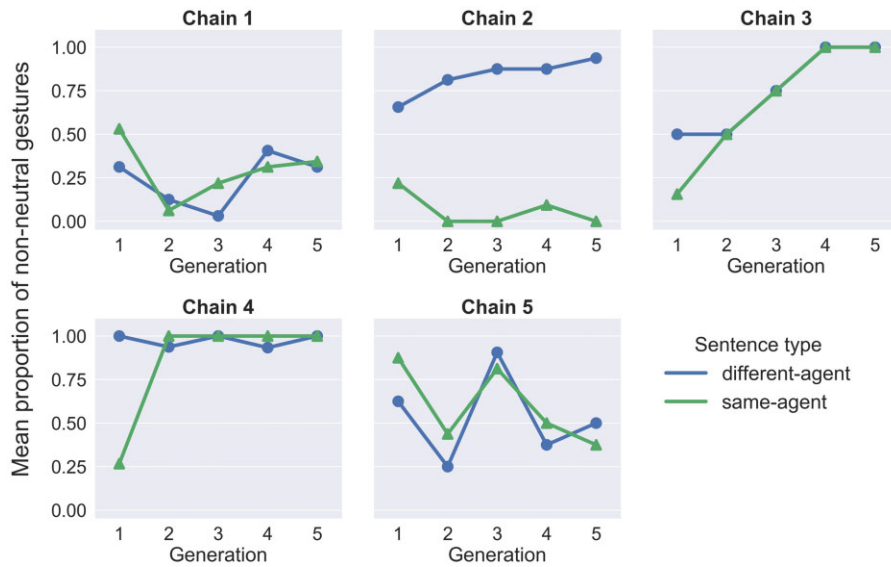 Mean proportion of non-neutral gestures
Chain 1
1.00
0.75
0.50
0.25
0.00
1 2 3 4 5
Generation
Chain 2
1 2 3 4 5
Generation
Chain 3
1 2 3 4 5
Generation
Chain 4
1.00
0.75
0.50
0.25
0.00
1 2 3 4 5
Generation
Chain 5
1 2 3 4 5
Generation
Sentence type
different-agent
same-agent